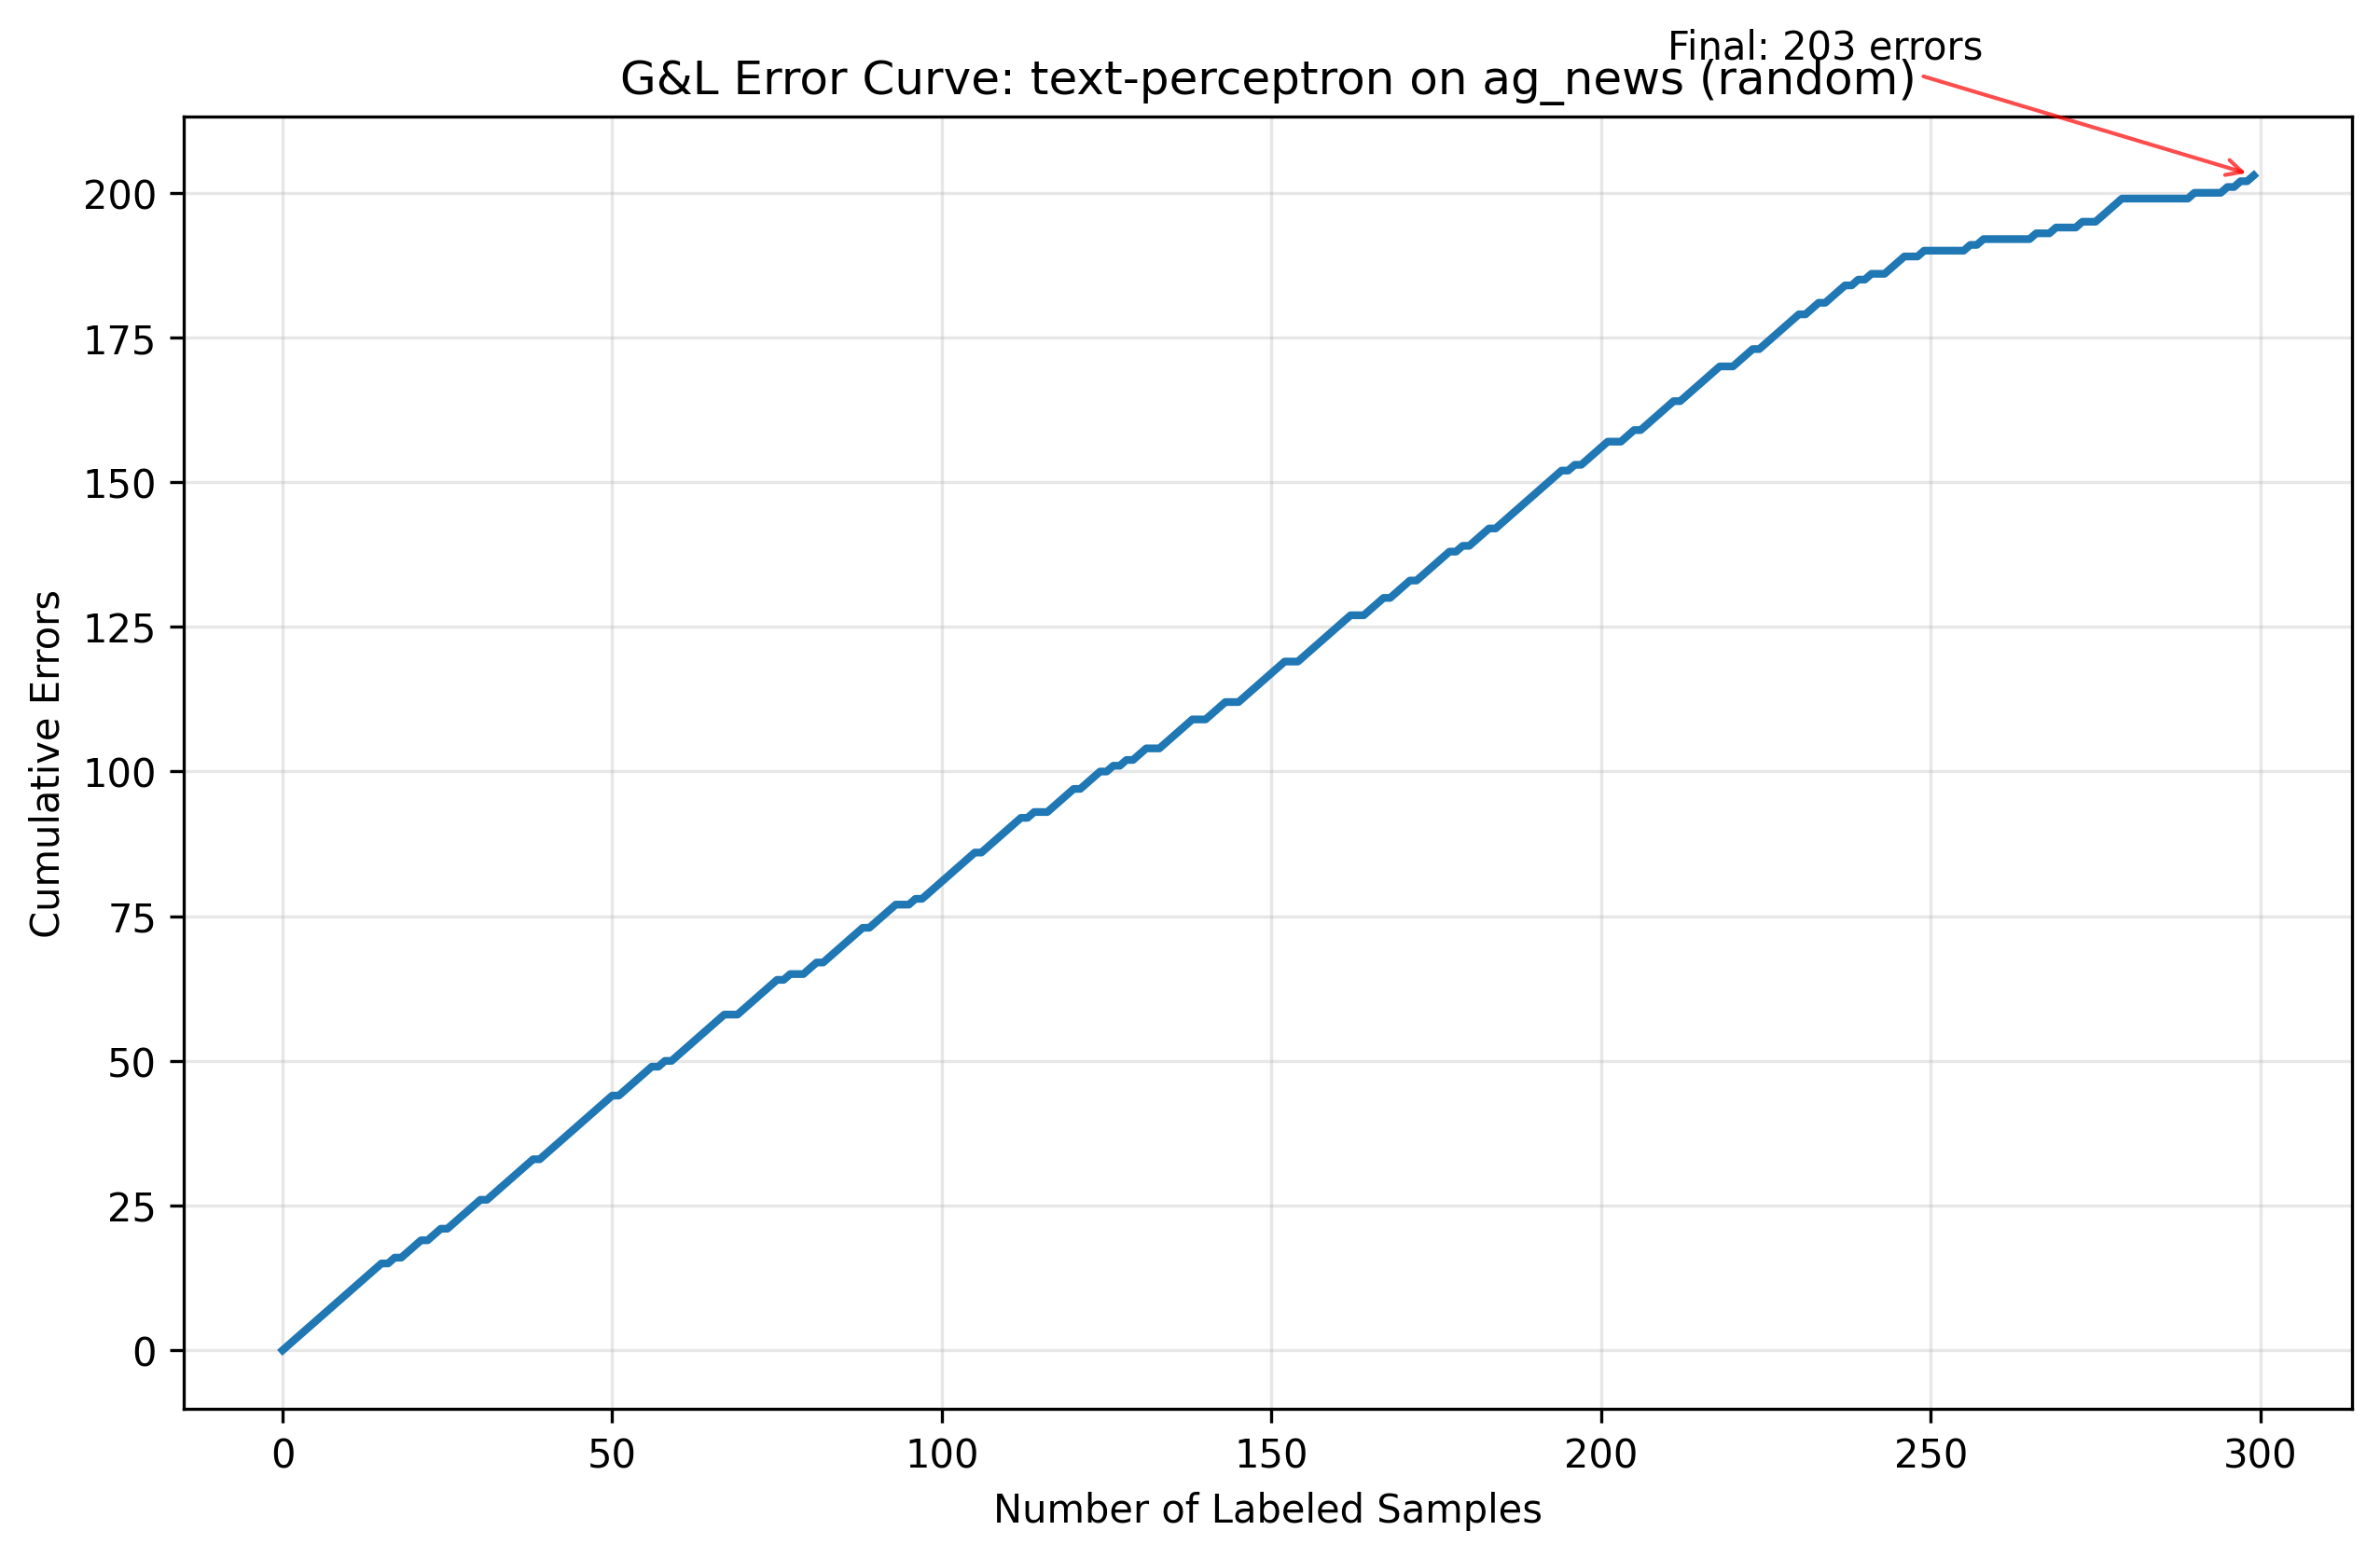 Final: 203 errors
G&L Error Curve: text-perceptron on ag_news (random)
200
175
150
125
100
75
50
25
0
Cumulative Errors
0 50 100 150 200 250 300
Number of Labeled Samples